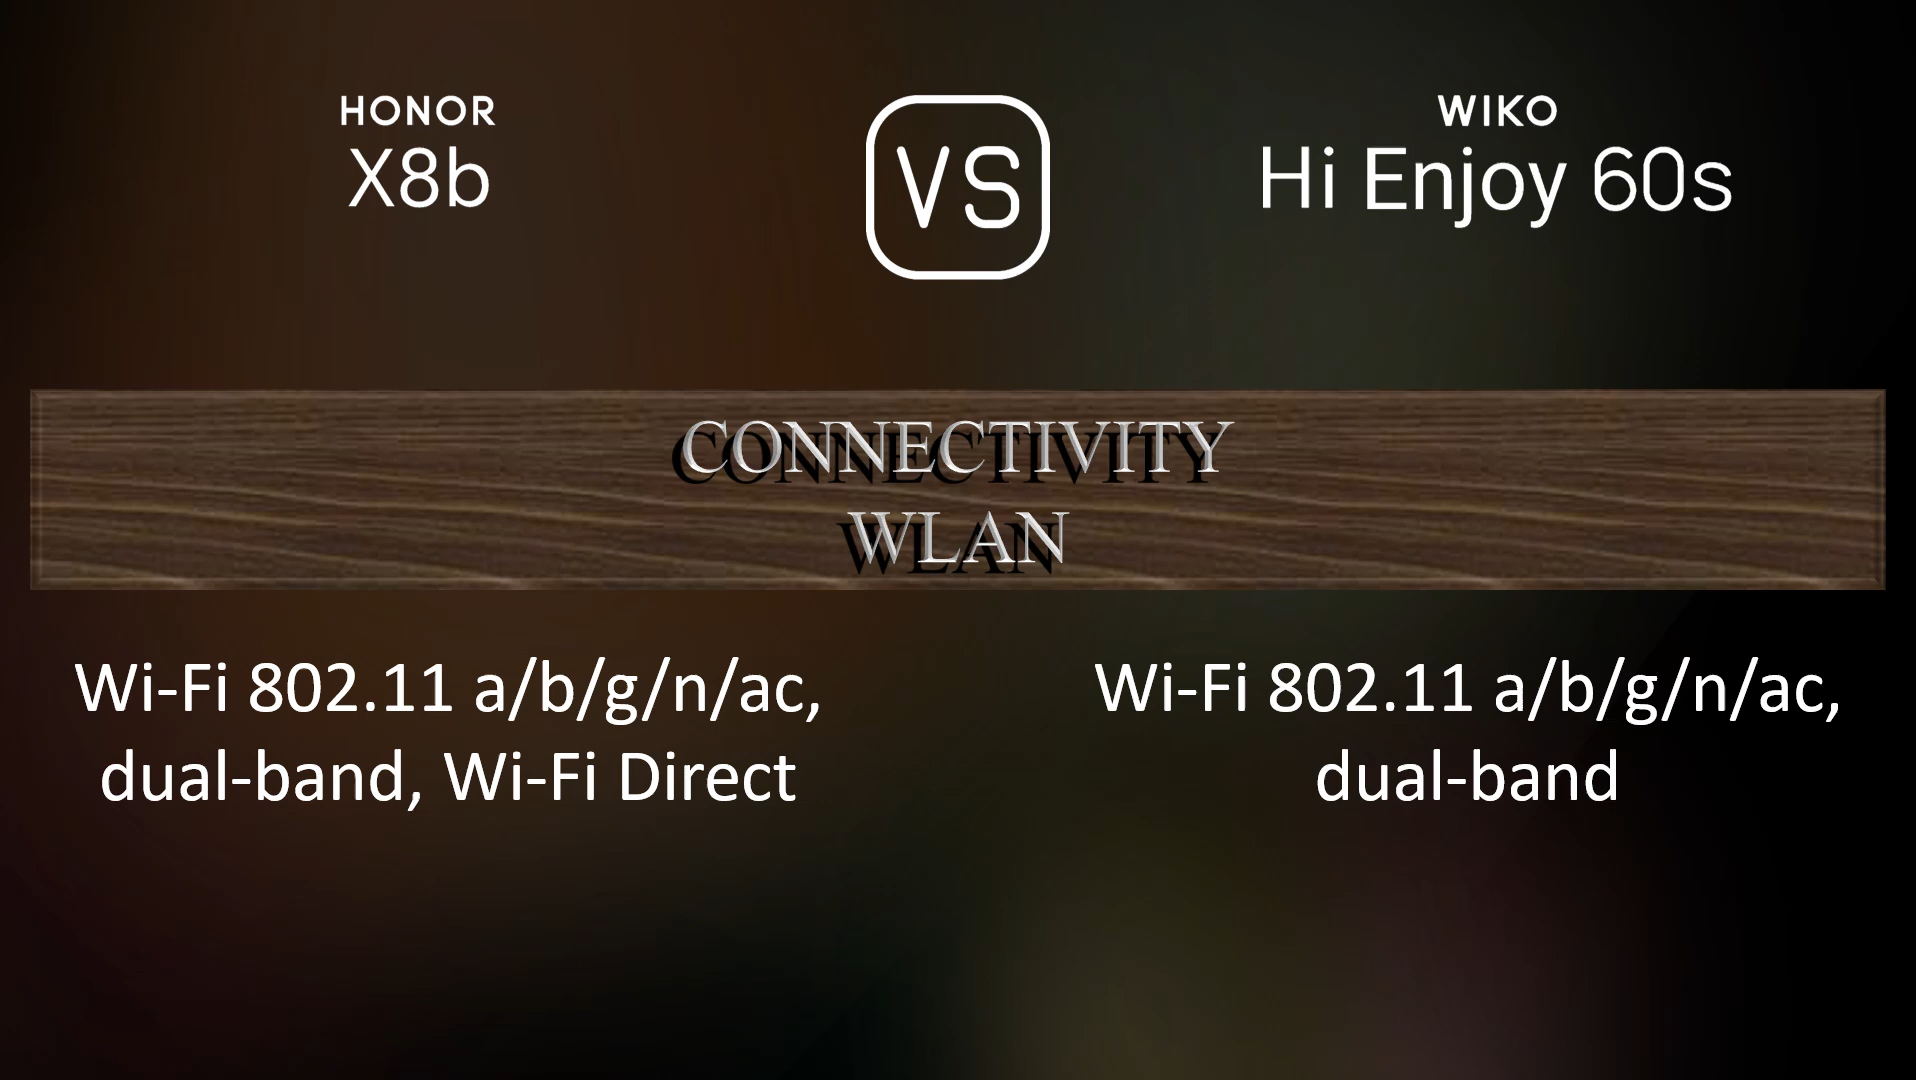 HONOR
X8b
VS
WIKO
Hi Enjoy 60s
CONNECTIVITY
WLAN
Wi-Fi 802.11 a/b/g/n/ac,
dual-band, Wi-Fi Direct
Wi-Fi 802.11 a/b/g/n/ac,
dual-band